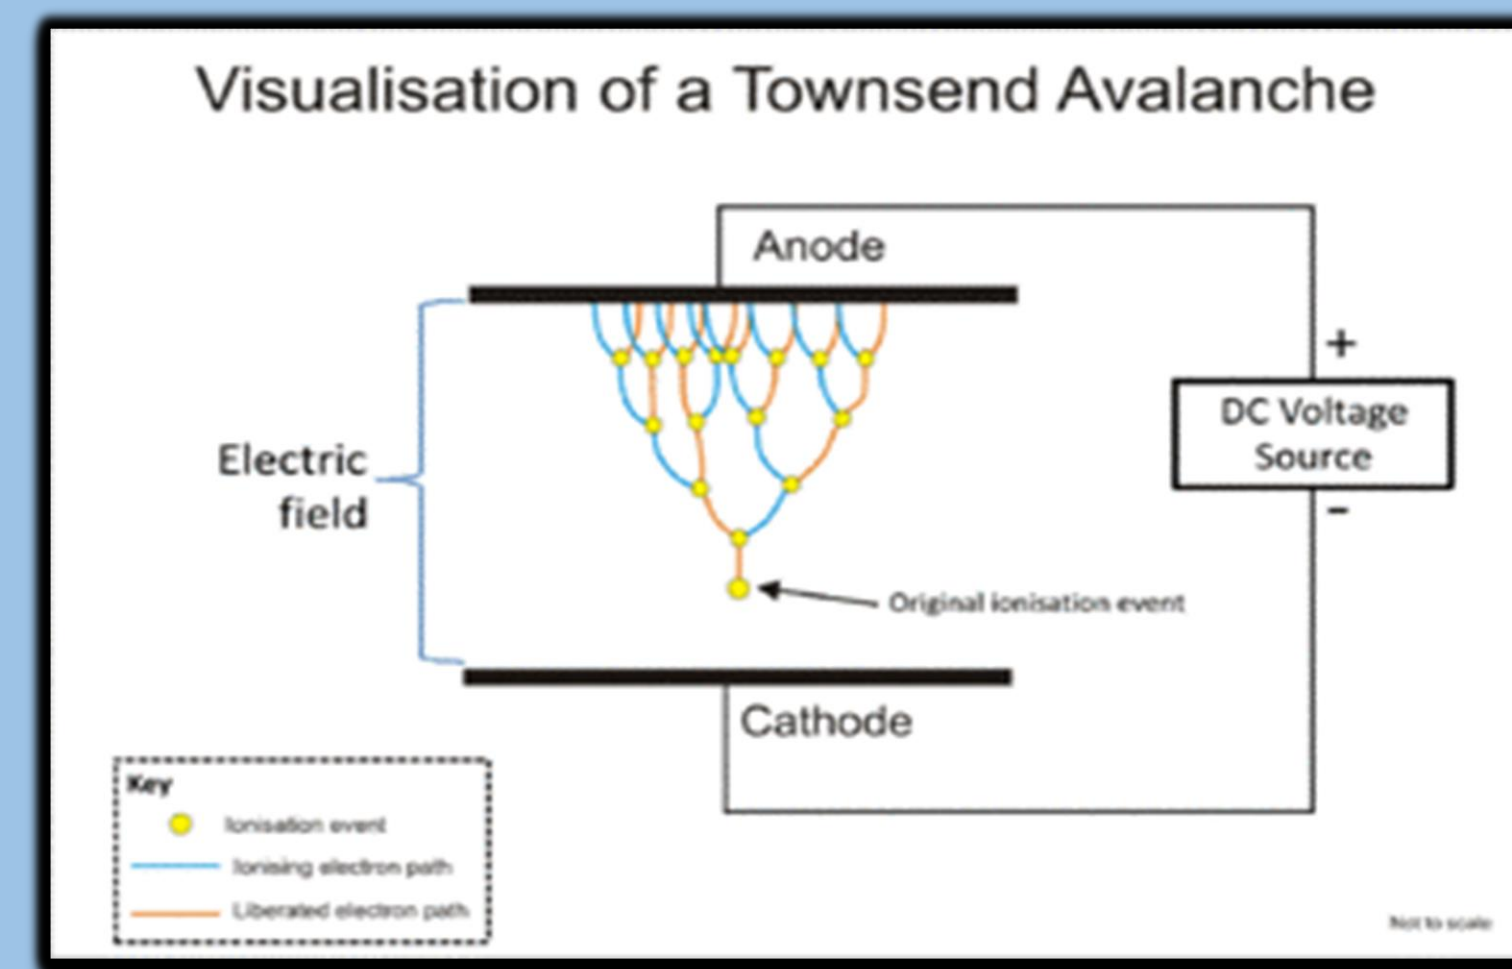 Visualisation of a Townsend Avalanche
Anode
+
DC Voltage
Source
-
Electric
field
Original ionisation event
Cathode
Key
Ionisation event
Ionising electron path
Liberated electron path
Not to scale